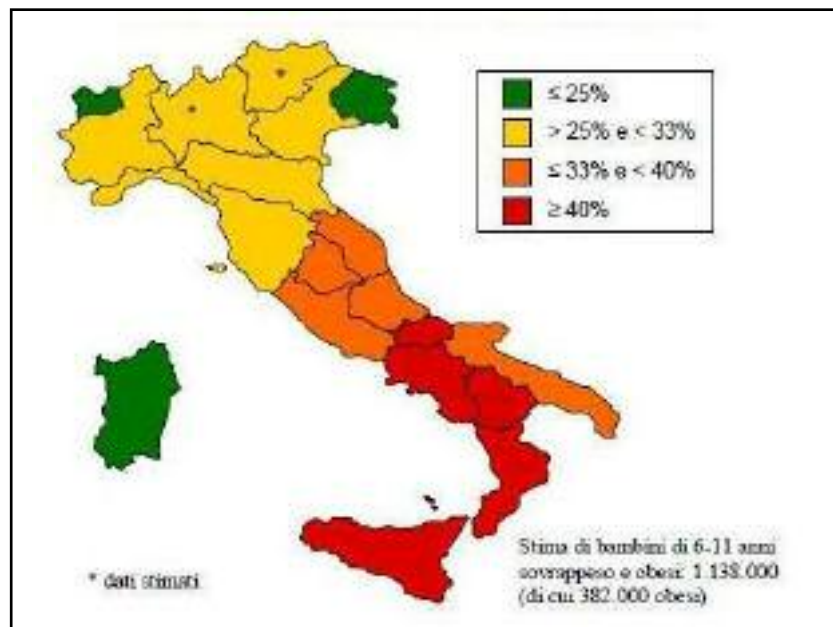 ≤ 25%
> 25% e < 33%
≤ 33% e < 40%
≥ 40%
* dati stimati
Stima di bambini di 6-11 anni
sovrappeso e obesi: 1.138.000
(di cui 382.000 obesi)